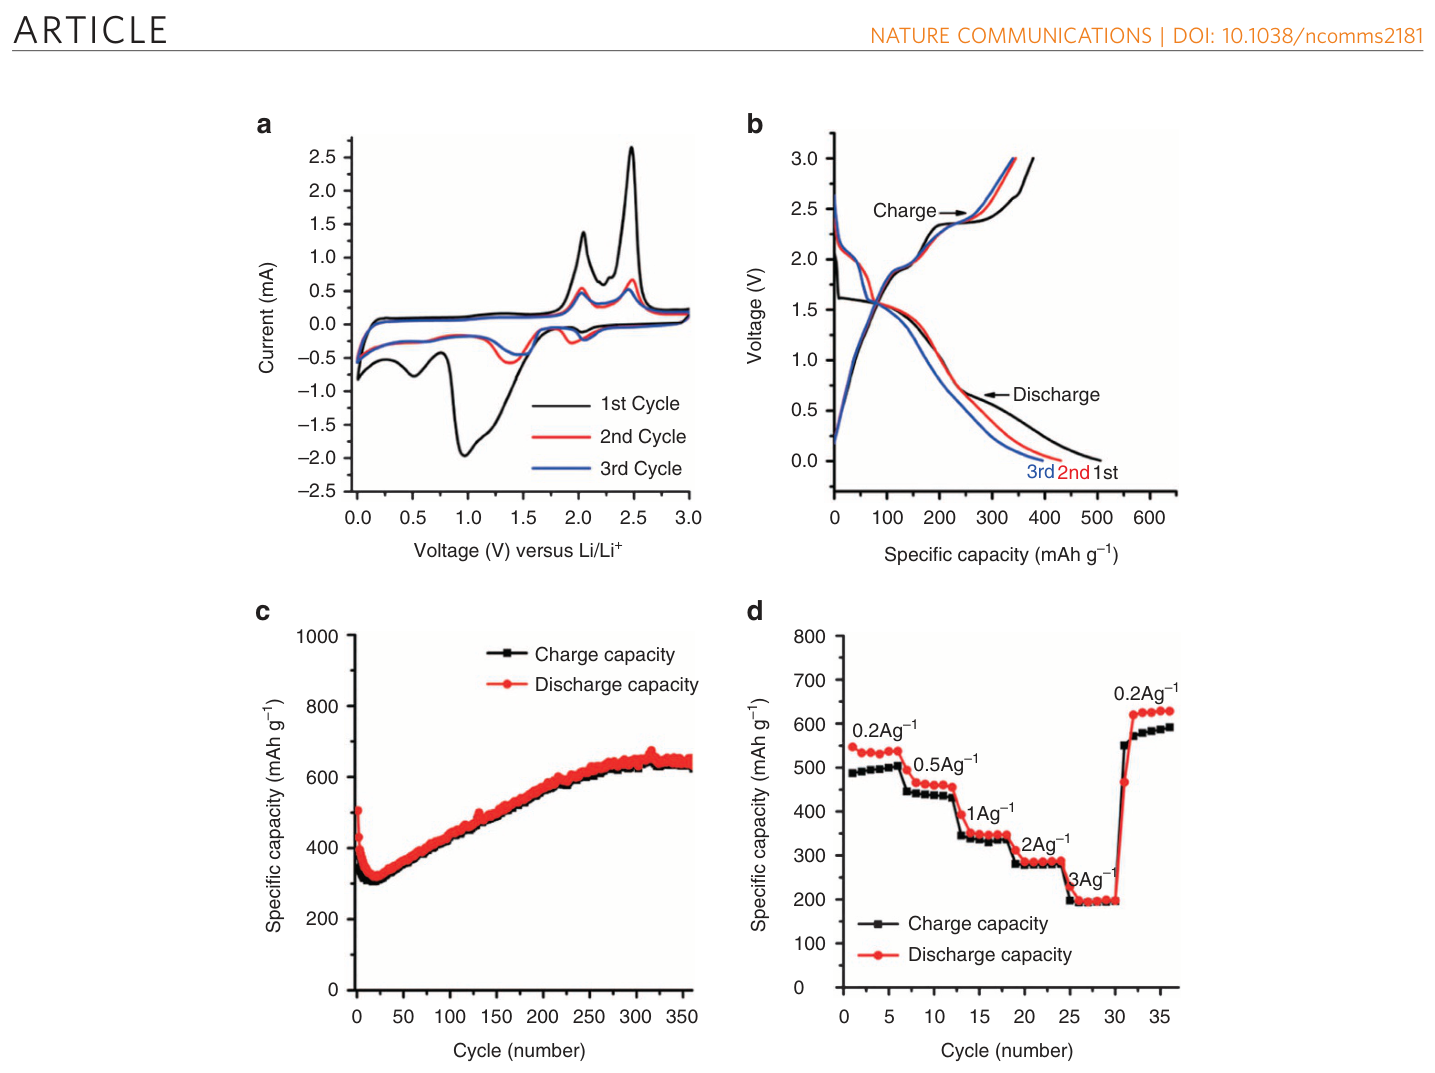 ARTICLE
NATURE COMMUNICATIONS | DOI: 10.1038/ncomms2181
a
2.5
2.0
1.5
1.0
0.5
0.0
–0.5
–1.0
–1.5
–2.0
–2.5
Current (mA)
1st Cycle
2nd Cycle
3rd Cycle
0.0 0.5 1.0 1.5 2.0 2.5 3.0
Voltage (V) versus Li/Li+
b
3.0
2.5
2.0
1.5
1.0
0.5
0.0
Voltage (V)
Charge
Discharge
3rd 2nd 1st
0 100 200 300 400 500 600
Specific capacity (mAh g–1)
c
1000
800
600
400
200
0
Specific capacity (mAh g–1)
Charge capacity
Discharge capacity
0 50 100 150 200 250 300 350
Cycle (number)
d
800
700
600
500
400
300
200
100
0
Specific capacity (mAh g–1)
0.2Ag–1
0.5Ag–1
1Ag–1
2Ag–1
3Ag–1
0.2Ag–1
Charge capacity
Discharge capacity
0 5 10 15 20 25 30 35
Cycle (number)